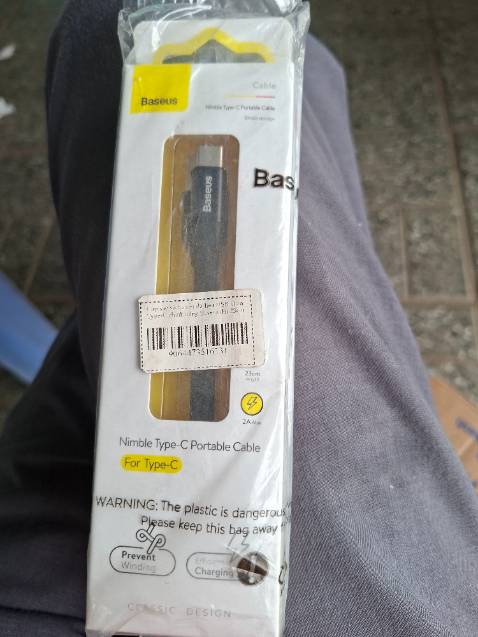 Baseus
Cable
Nimble Type-C Portable Cable
Baseus
Bas
23cm
2A
Nimble Type-C Portable Cable
For Type-C
WARNING: The plastic is dangerous
Please keep this bag away
Prevent
Winding
Charging
CLASSIC DESIGN